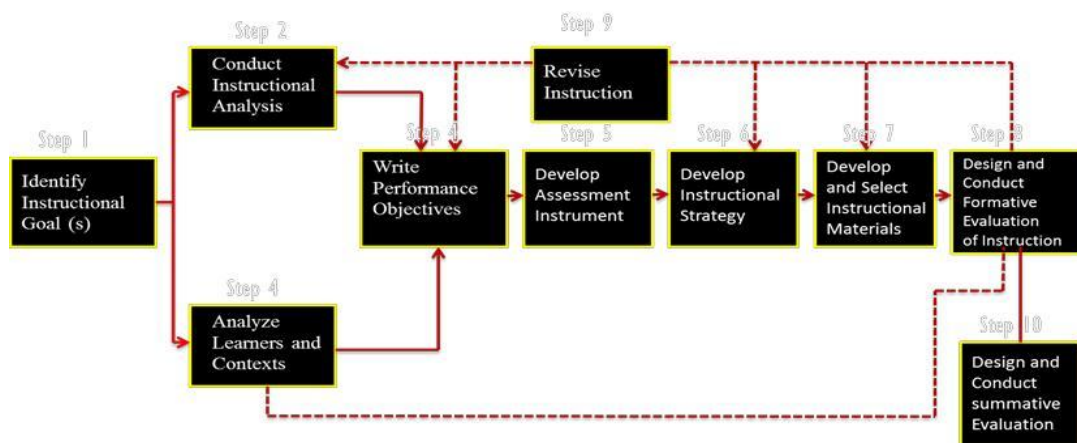 Step 1
Identify
Instructional
Goal (s)
Step 2
Conduct
Instructional
Analysis
Step 4
Analyze
Learners and
Contexts
Step 4
Write
Performance
Objectives
Step 5
Develop
Assessment
Instrument
Step 6
Develop
Instructional
Strategy
Step 7
Develop
and Select
Instructional
Materials
Step 8
Design and
Conduct
Formative
Evaluation
of Instruction
Step 9
Revise
Instruction
Step 10
Design and
Conduct
summative
Evaluation